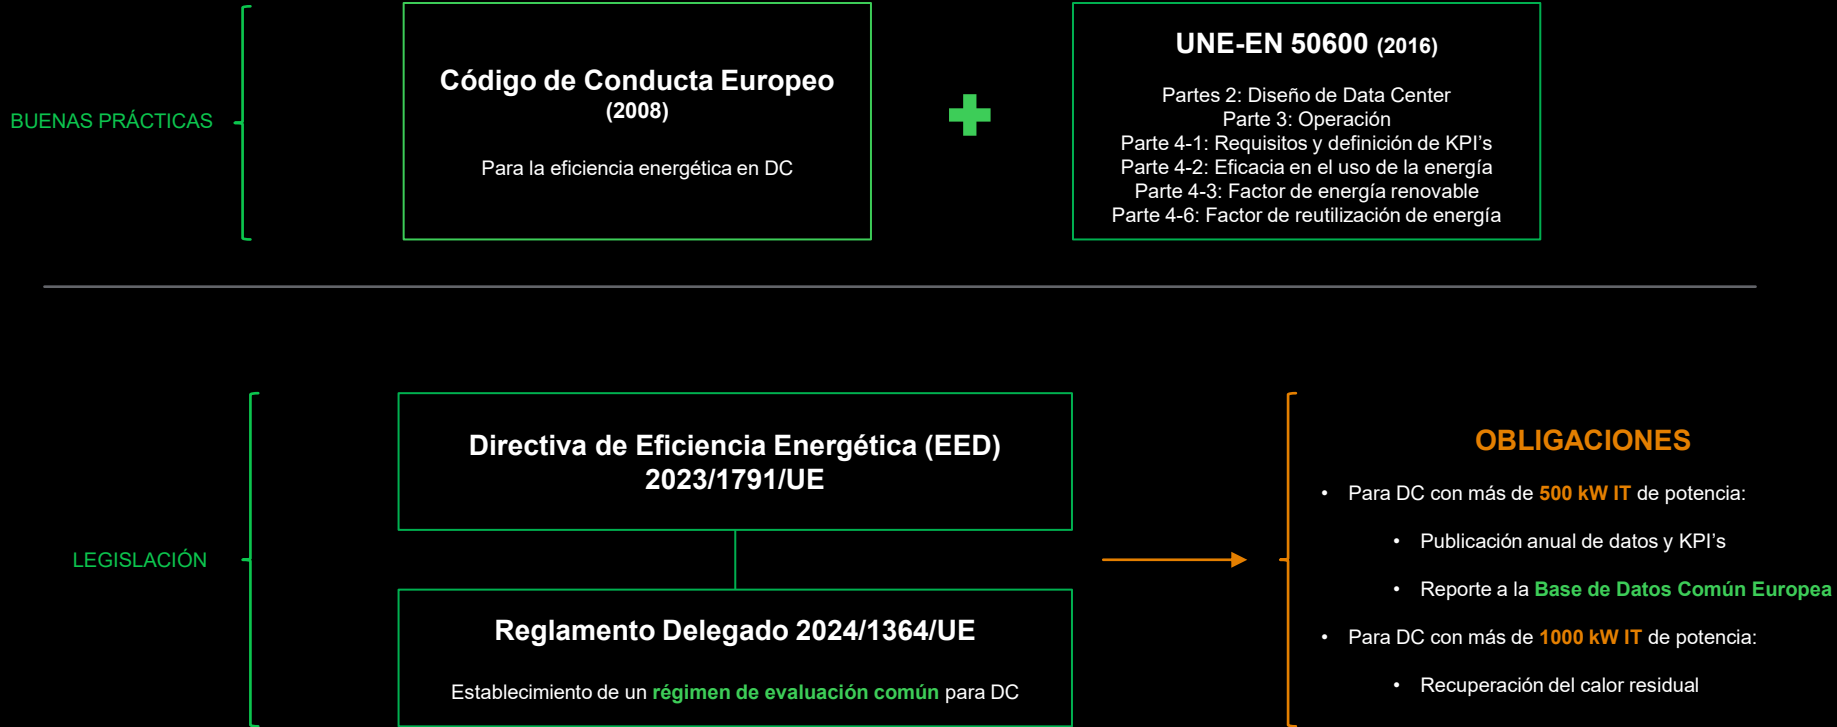 BUENAS PRÁCTICAS
Código de Conducta Europeo
(2008)
Para la eficiencia energética en DC
UNE-EN 50600 (2016)
Partes 2: Diseño de Data Center
Parte 3: Operación
Parte 4-1: Requisitos y definición de KPI's
Parte 4-2: Eficacia en el uso de la energía
Parte 4-3: Factor de energía renovable
Parte 4-6: Factor de reutilización de energía
LEGISLACIÓN
Directiva de Eficiencia Energética (EED)
2023/1791/UE
Reglamento Delegado 2024/1364/UE
Establecimiento de un régimen de evaluación común para DC
OBLIGACIONES
• Para DC con más de 500 kW IT de potencia:
• Publicación anual de datos y KPI's
• Reporte a la Base de Datos Común Europea
• Para DC con más de 1000 kW IT de potencia:
• Recuperación del calor residual